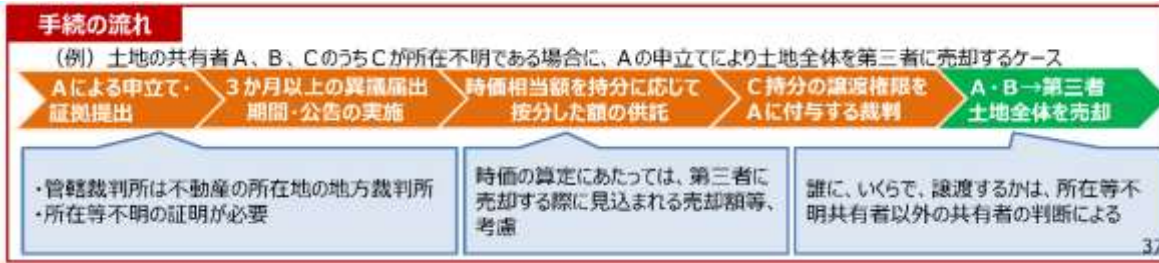 手続の流れ
(例)土地の共有者A、B、CのうちCが所在不明である場合に、Aの申立てにより土地全体を第三者に売却するケース
Aによる申立て・
証拠提出
3か月以上の異議届出
期間・公告の実施
時価相当額を持分に応じて
按分した額の供託
C持分の譲渡権限を
Aに付与する裁判
A・B→第三者
土地全体を売却
・管轄裁判所は不動産の所在地の地方裁判所
・所在等不明の証明が必要
時価の算定にあたっては、第三者に
売却する際に見込まれる売却額等、
考慮
誰に、いくらで、譲渡するかは、所在等不
明共有者以外の共有者の判断による
37